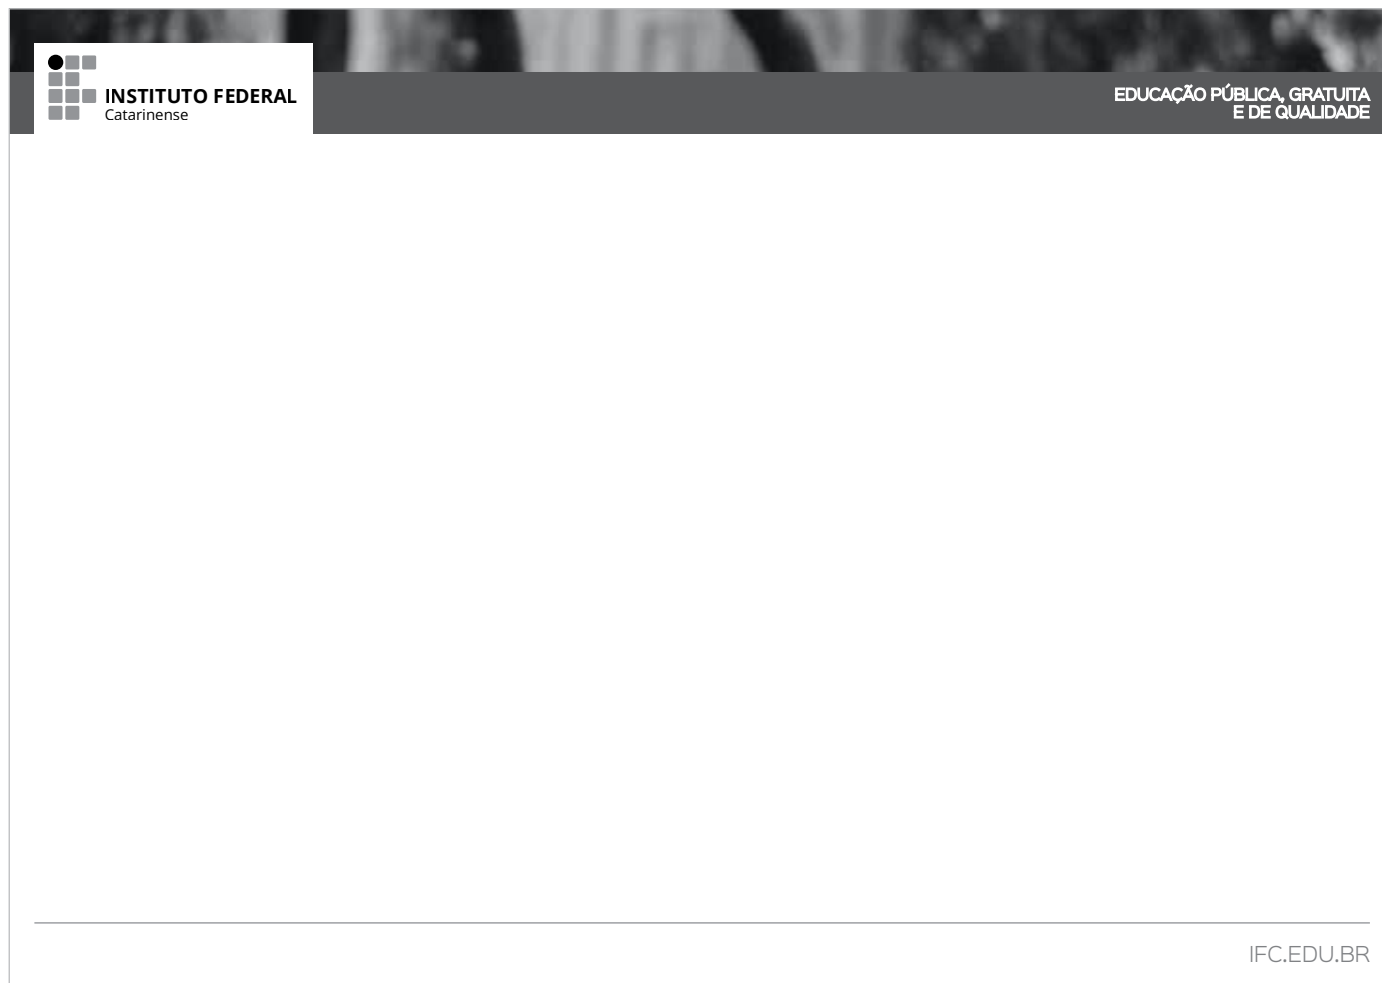 INSTITUTO FEDERAL
Catarinense
EDUCAÇÃO PÚBLICA, GRATUITA
E DE QUALIDADE
IFC.EDU.BR